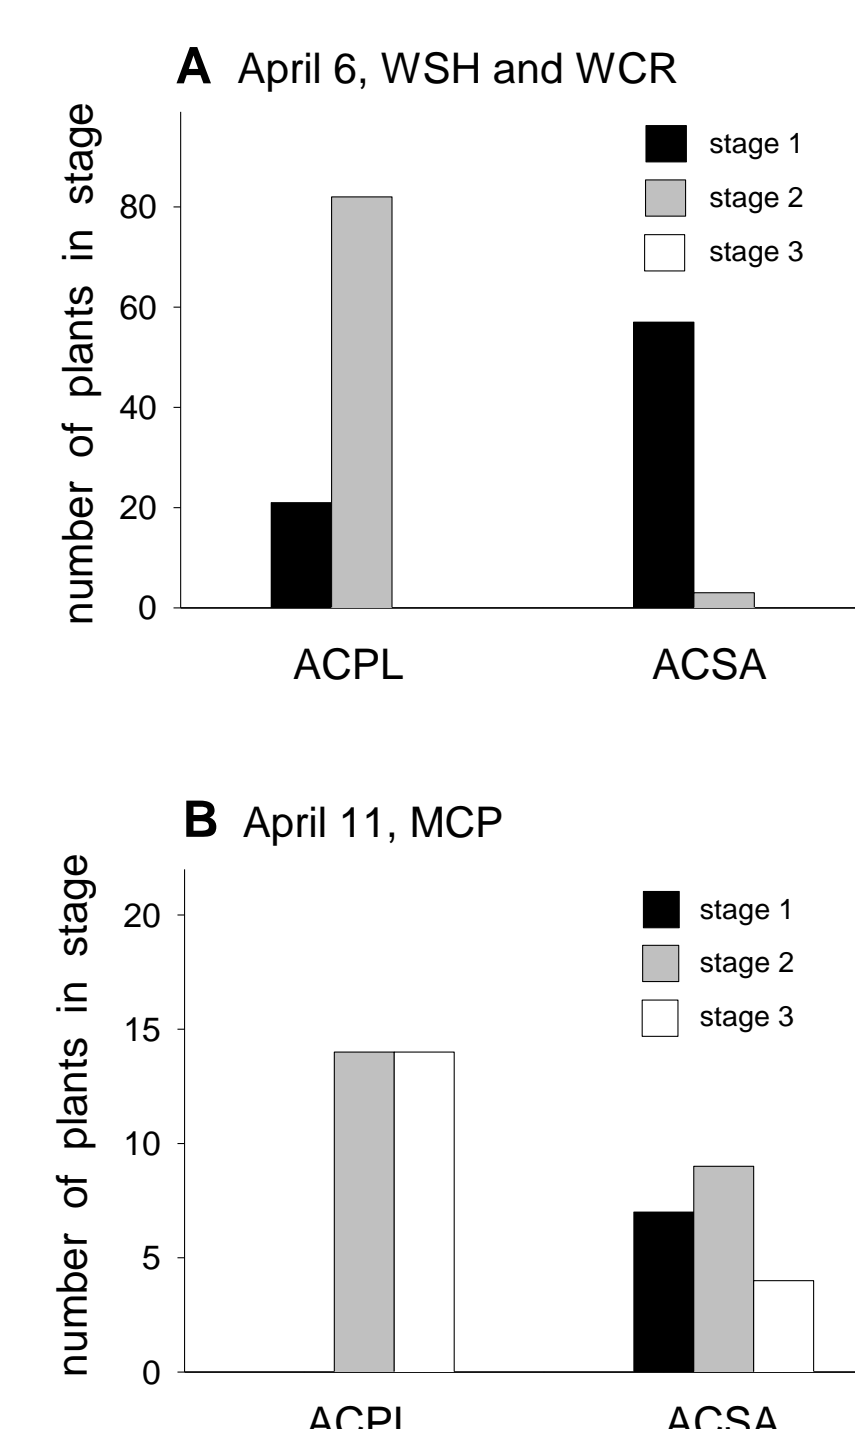 A April 6, WSH and WCR
number of plants in stage
80
60
40
20
0
stage 1
stage 2
stage 3
ACPL
ACSA
B April 11, MCP
number of plants in stage
20
15
10
5
0
stage 1
stage 2
stage 3
ACPL
ACSA